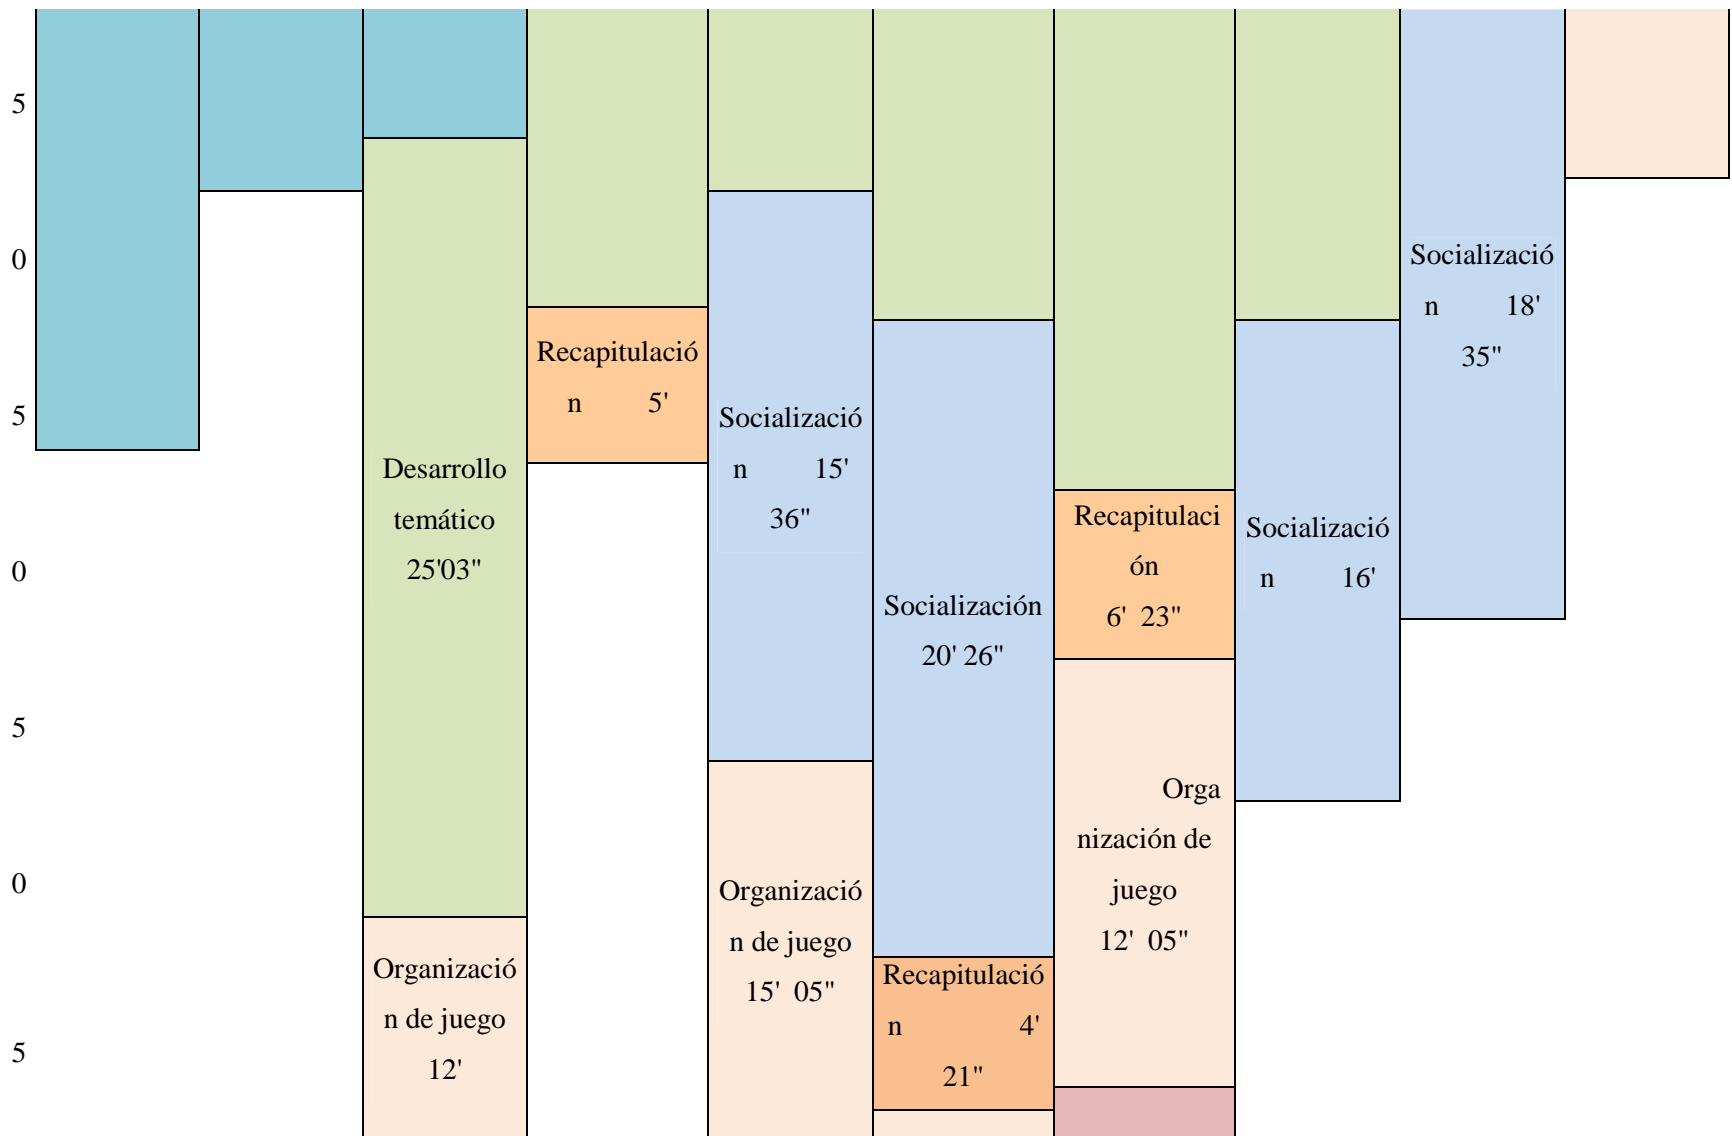 5
0
5
0
5
0
5
Desarrollo
temático
25'03"
Organizació
n de juego
12'
Recapitulació
n 5'
Socializació
n 15'
36"
Organizació
n de juego
15' 05"
Socialización
20' 26"
Recapitulació
n 4'
21"
Recapitulaci
ón
6' 23"
Orga
nización de
juego
12' 05"
Socializació
n 16'
Socializació
n 18'
35"